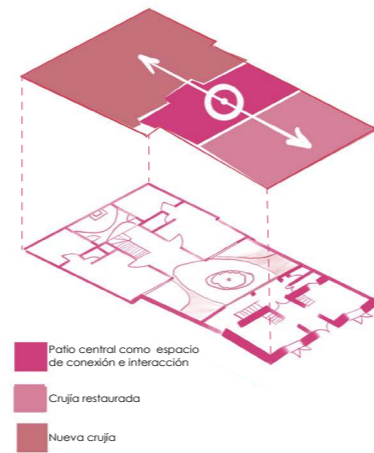 Patio central como espacio
de conexión e interacción
Crujía restaurada
Nueva crujía